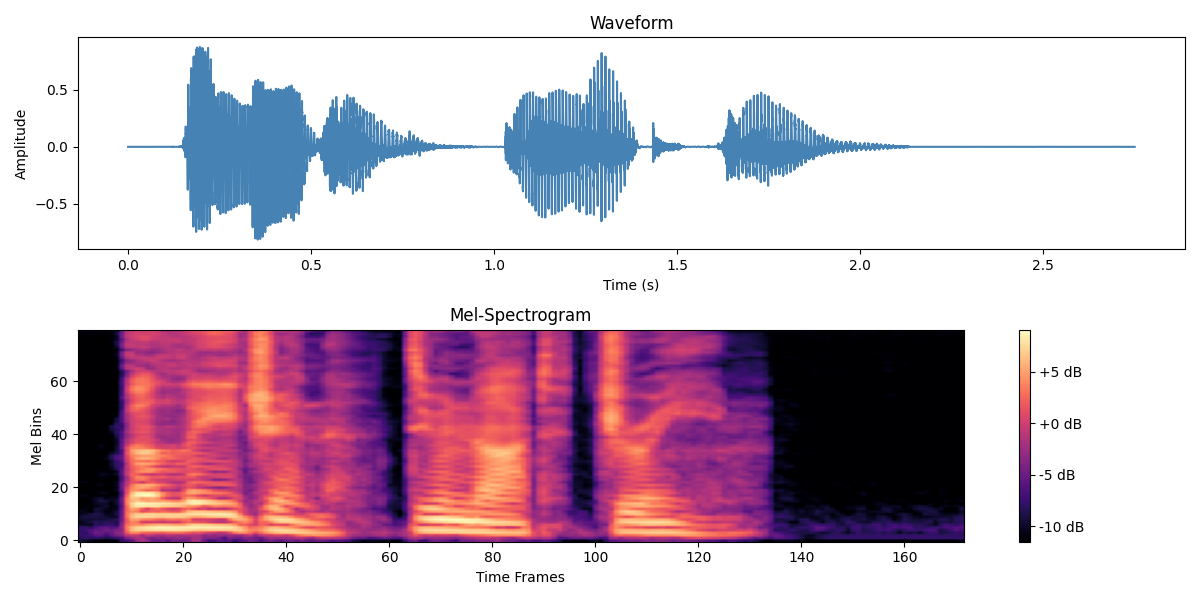 Waveform
Amplitude
0.5
0.0
−0.5
0.0 0.5 1.0 1.5 2.0 2.5
Time (s)
Mel-Spectrogram
Mel Bins
60
40
20
0
0 20 40 60 80 100 120 140 160
Time Frames
+5 dB
+0 dB
-5 dB
-10 dB